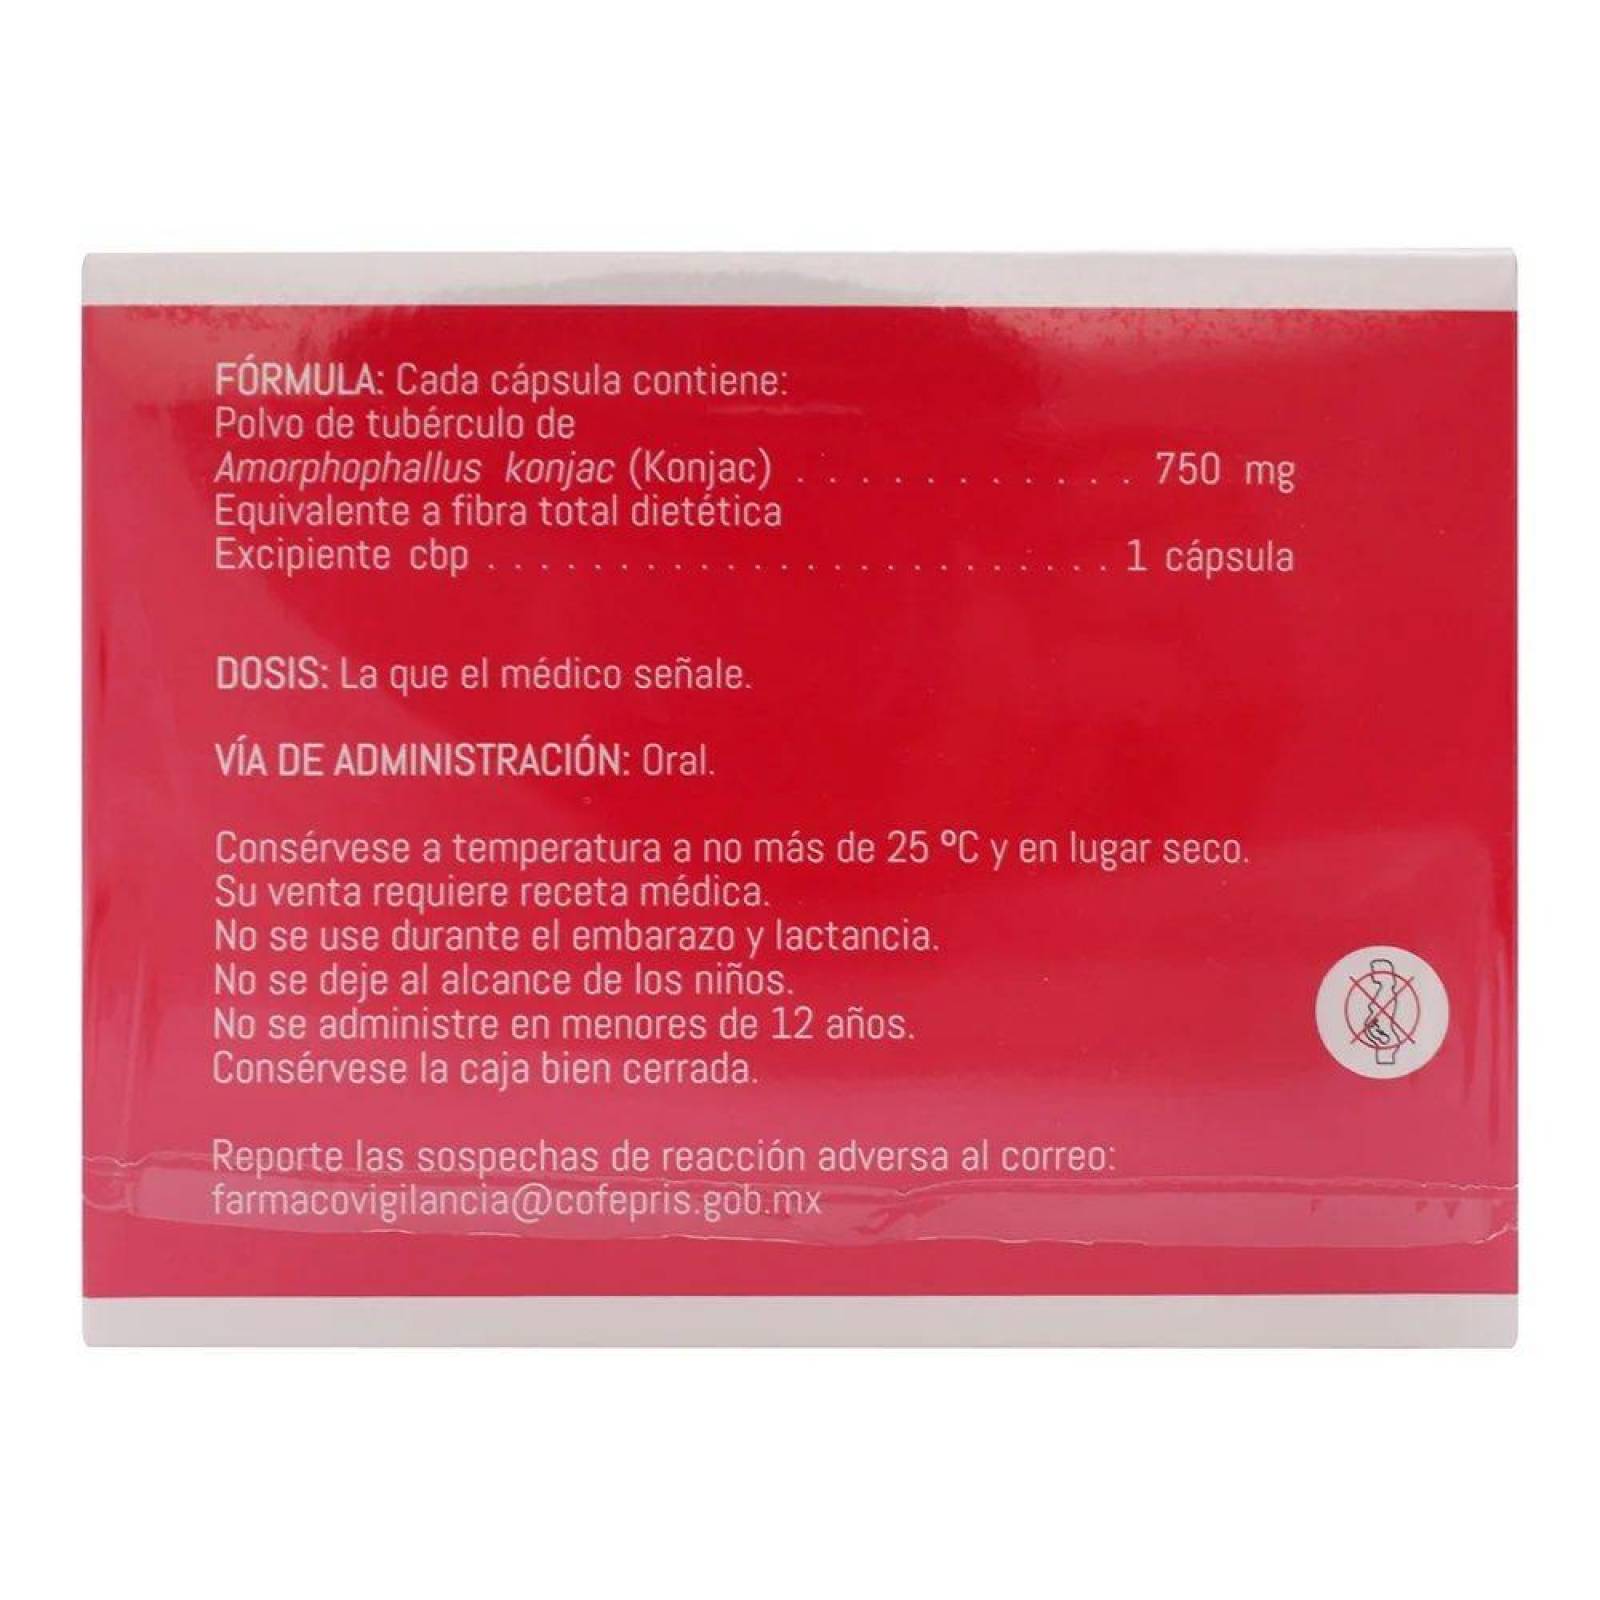 FÓRMULA: Cada cápsula contiene:
Polvo de tubérculo de
Amorphophallus konjac (Konjac) . . . . . . . . . . . . . 750 mg
Equivalente a fibra total dietética
Excipiente cbp . . . . . . . . . . . . . . . . . . . . . . . . 1 cápsula
DOSIS: La que el médico señale.
VÍA DE ADMINISTRACIÓN: Oral.
Consérvese a temperatura a no más de 25 ºC y en lugar seco.
Su venta requiere receta médica.
No se use durante el embarazo y lactancia.
No se deje al alcance de los niños.
No se administre en menores de 12 años.
Consérvese la caja bien cerrada.
Reporte las sospechas de reacción adversa al correo:
farmacovigilancia@cofepris.gob.mx